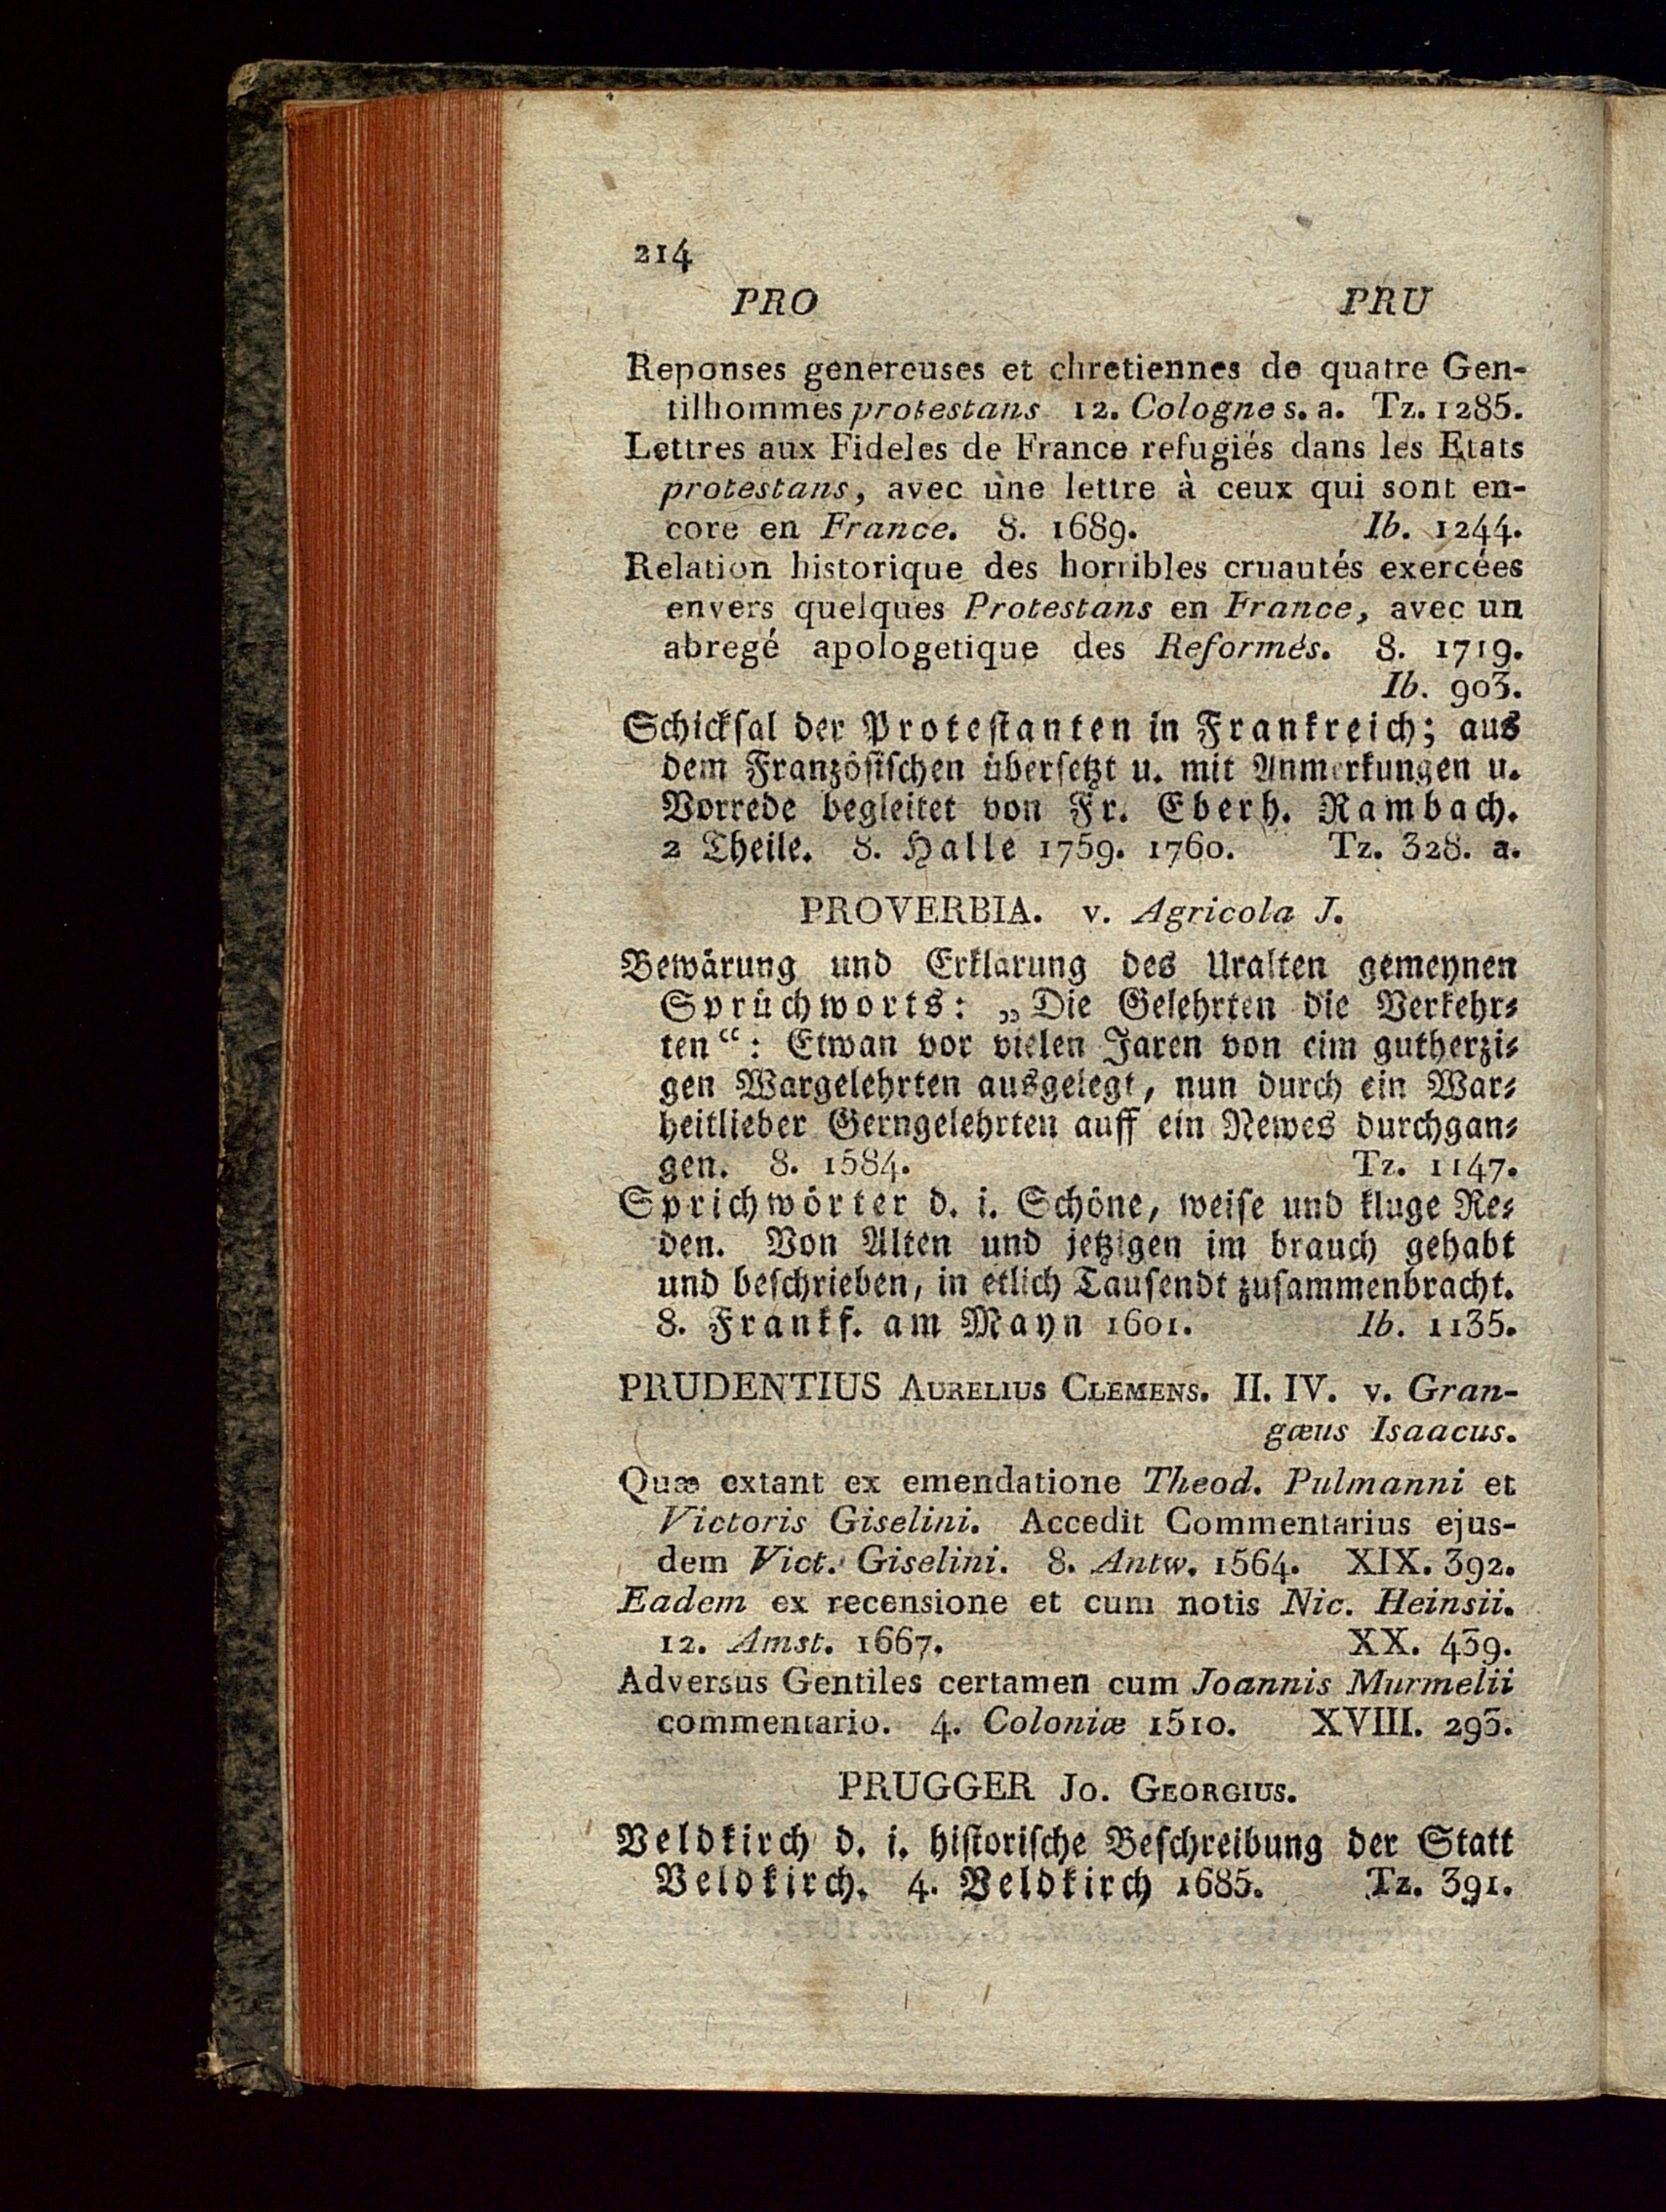 214
PRO PRU
Reponses genereuses et chretiennes de quatre Gen-
tilhommes protestans 12. Cologne s. a. Tz. 1285.
Lettres aux Fideles de France refugiés dans les Etats
protestans, avec ùne lettre à ceux qui sont en-
core en France. 8. 1689. Ib. 1244.
Relation historique des horribles cruautés exercées
envers quelques Protestans en France, avec un
abregé apologetique des Reformés. 8. 1719.
Ib. 903.
Schicksal der Protestanten in Frankreich; aus
dem Französischen übersetzt u. mit Anmerkungen u.
Vorrede begleitet von Fr. Eberh. Rambach.
2 Theile. 8. Halle 1759. 1760. Tz. 328. a.
PROVERBIA. v. Agricola J.
Bewärung und Erklarung des Uralten gemeynen
Sprüchworts: „Die Gelehrten die Verkehr-
ten“: Etwan vor vielen Jaren von eim gutherzi-
gen Wargelehrten ausgelegt, nun durch ein War-
heitlieber Gerngelehrten auff ein Newes durchgan-
gen. 8. 1584. Tz. 1147.
Sprichwörter d. i. Schöne, weise und kluge Re-
den. Von Alten und jetzigen im brauch gehabt
und beschrieben, in etlich Tausendt zusammenbracht.
8. Frankf. am Mayn 1601. Ib. 1135.
PRUDENTIUS AURELIUS CLEMENS. II. IV. v. Gran-
gæus Isaacus.
Quæ extant ex emendatione Theod. Pulmanni et
Victoris Giselini. Accedit Commentarius ejus-
dem Vict. Giselini. 8. Antw. 1564. XIX. 392.
Eadem ex recensione et cum notis Nic. Heinsii.
12. Amst. 1667. XX. 439.
Adversus Gentiles certamen cum Joannis Murmelii
commentario. 4. Coloniæ 1510. XVIII. 293.
PRUGGER JO. GEORGIUS.
Veldkirch d. i. historische Beschreibung der Statt
Veldkirch. 4. Veldkirch 1685. Tz. 391.